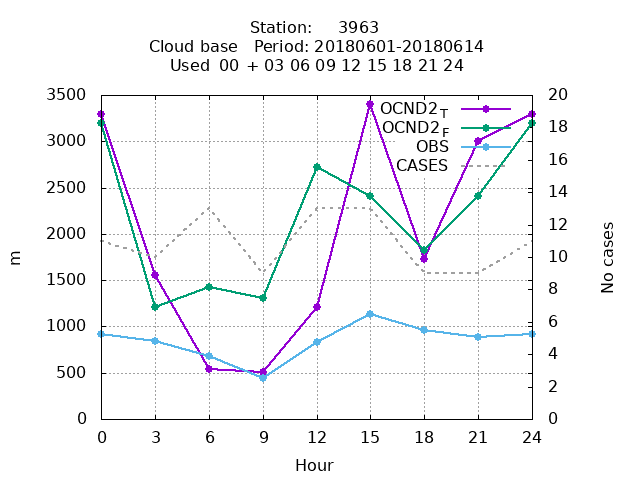 Station: 3963
Cloud base Period: 20180601-20180614
Used 00 + 03 06 09 12 15 18 21 24
3500
3000
2500
2000
1500
1000
500
0
m
20
18
16
14
12
10
8
6
4
2
0
No cases
OCND2T
OCND2F
OBS
CASES
0 3 6 9 12 15 18 21 24
Hour